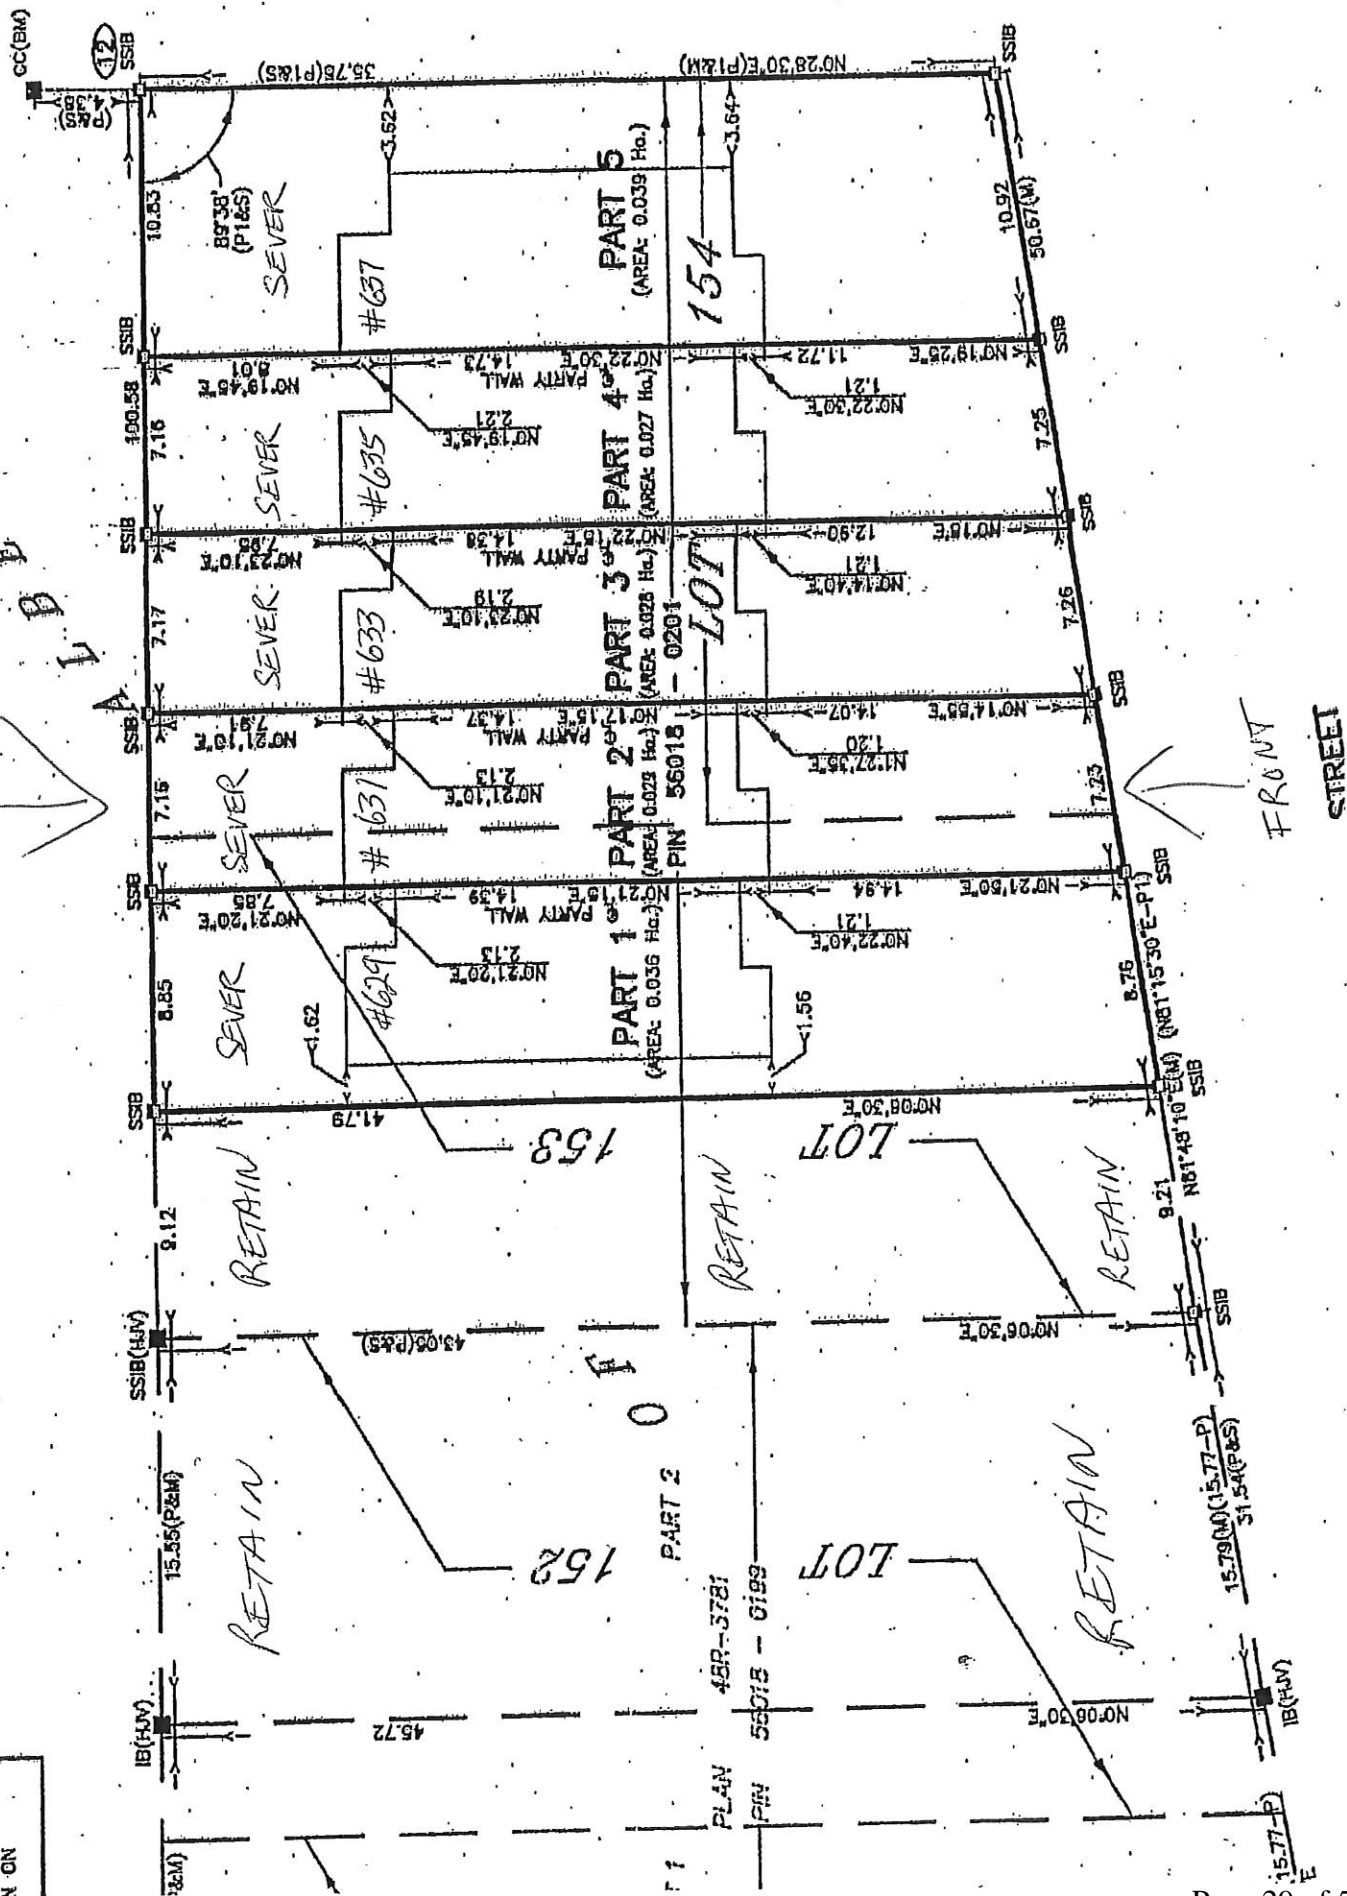 CC(BM)
(P&S)
4.38
12
SSIB
35.78(P1&S)
N0°28'30"E(P1&M)
SSIB
10.83
89°38'
(P1&S)
SEVER
3.62
#637
PART 5
(AREA: 0.039 Ha.)
154
3.64
10.92
50.67(M)
SSIB
8.01
N0°19'45"E
14.73
PARTY WALL
N0°22'30"E
11.72
N0°19'25"E
SSIB
2.21
N0°19'45"E
1.21
N0°22'30"E
100.58
7.16
SEVER
#635
PART 4
(AREA: 0.027 Ha.)
7.25
SSIB
7.95
N0°23'10"E
14.38
PARTY WALL
N0°22'15"E
12.90
N0°18'E
SSIB
2.19
N0°23'10"E
1.21
N0°14'40"E
7.17
SEVER
#633
PART 3
(AREA: 0.028 Ha.)
PIN 56018 - 0201
LOT
7.26
ALBE
SSIB
7.91
N0°21'10"E
14.37
PARTY WALL
N0°17'15"E
14.07
N0°14'55"E
SSIB
2.13
N0°21'10"E
1.20
N1°27'35"E
7.16
SEVER
#631
PART 2
(AREA: 0.029 Ha.)
7.23
FRONT
STREET
SSIB
7.85
N0°21'20"E
14.39
PARTY WALL
N0°21'15"E
14.94
N0°21'50"E
SSIB
2.13
N0°21'20"E
1.21
N0°22'40"E
8.85
SEVER
1.62
#629
PART 1
(AREA: 0.036 Ha.)
1.56
8.76
(N81°15'30"E-P1)
N81°48'10"E(M)
SSIB
41.79
N0°08'30"E
SSIB
153
LOT
9.12
RETAIN
RETAIN
RETAIN
9.21
SSIB(HJV)
43.05(P&S)
N0°06'30"E
SSIB
15.55(P&M)
RETAIN
152
LOT
RETAIN
PART 2
PLAN 48R-3781
PIN 56018 - 0199
15.79(M)(15.77-P)
31.54(P&S)
IB(HJV)
45.72
N0°06'30"E
IB(HJV)
15.77-P)
E